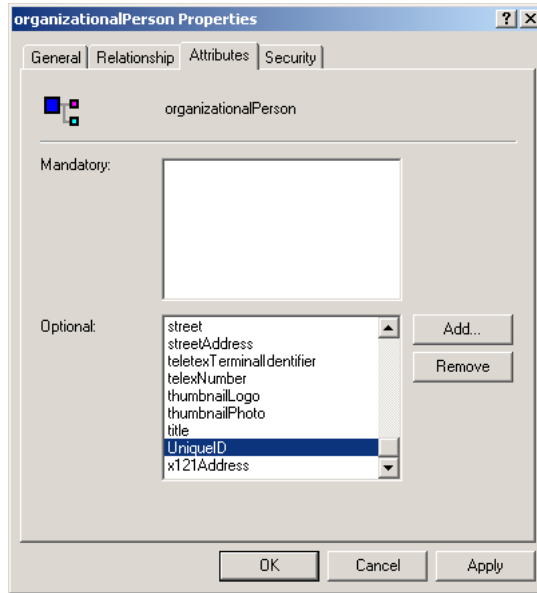 organizationalPerson Properties
General
Relationship
Attributes
Security
organizationalPerson
Mandatory:
Optional:
street
streetAddress
teletexTerminalIdentifier
telexNumber
thumbnailLogo
thumbnailPhoto
title
UniqueID
x121Address
Add...
Remove
OK
Cancel
Apply